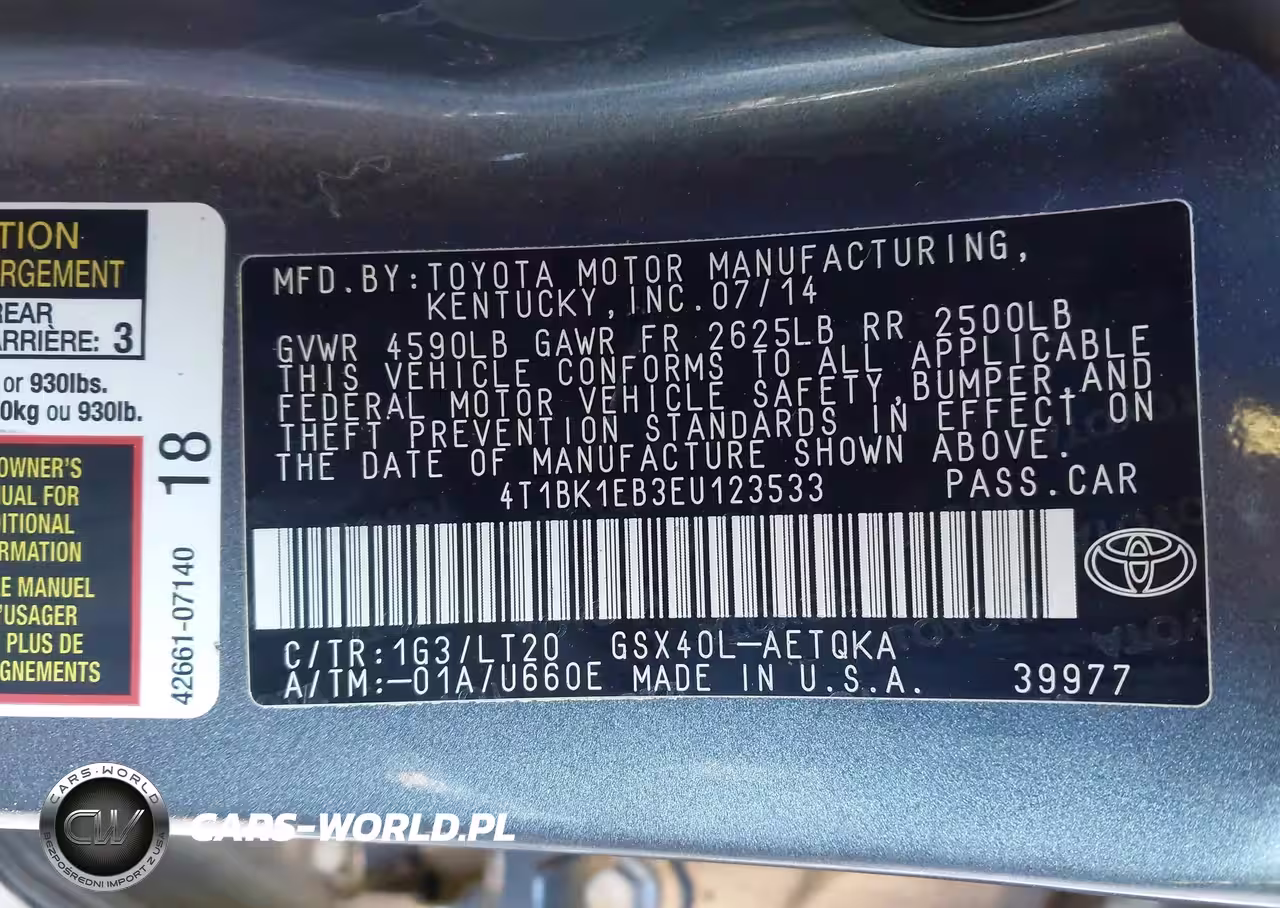 TION
RGEMENT
REAR
ARRIÈRE: 3
or 930lbs.
0kg ou 930lb.
OWNER'S
UAL FOR
ITIONAL
RMATION
E MANUEL
'USAGER
PLUS DE
GNEMENTS
18
42661-07140
MFD.BY:TOYOTA MOTOR MANUFACTURING,
KENTUCKY,INC.07/14
GVWR 4590LB GAWR FR 2625LB RR 2500LB
THIS VEHICLE CONFORMS TO ALL APPLICABLE
FEDERAL MOTOR VEHICLE SAFETY,BUMPER,AND
THEFT PREVENTION STANDARDS IN EFFECT ON
THE DATE OF MANUFACTURE SHOWN ABOVE.
4T1BK1EB3EU123533 PASS.CAR
C/TR:1G3/LT20 GSX40L-AETQKA
A/TM:-01A/U660E MADE IN U.S.A. 39977
CARS-WORLD
CW
BEZPOŚREDNI IMPORT Z USA
CARS-WORLD.PL